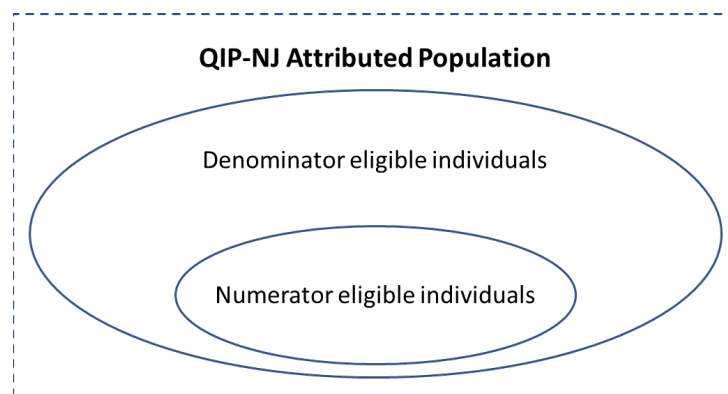 QIP-NJ Attributed Population
Denominator eligible individuals
Numerator eligible individuals